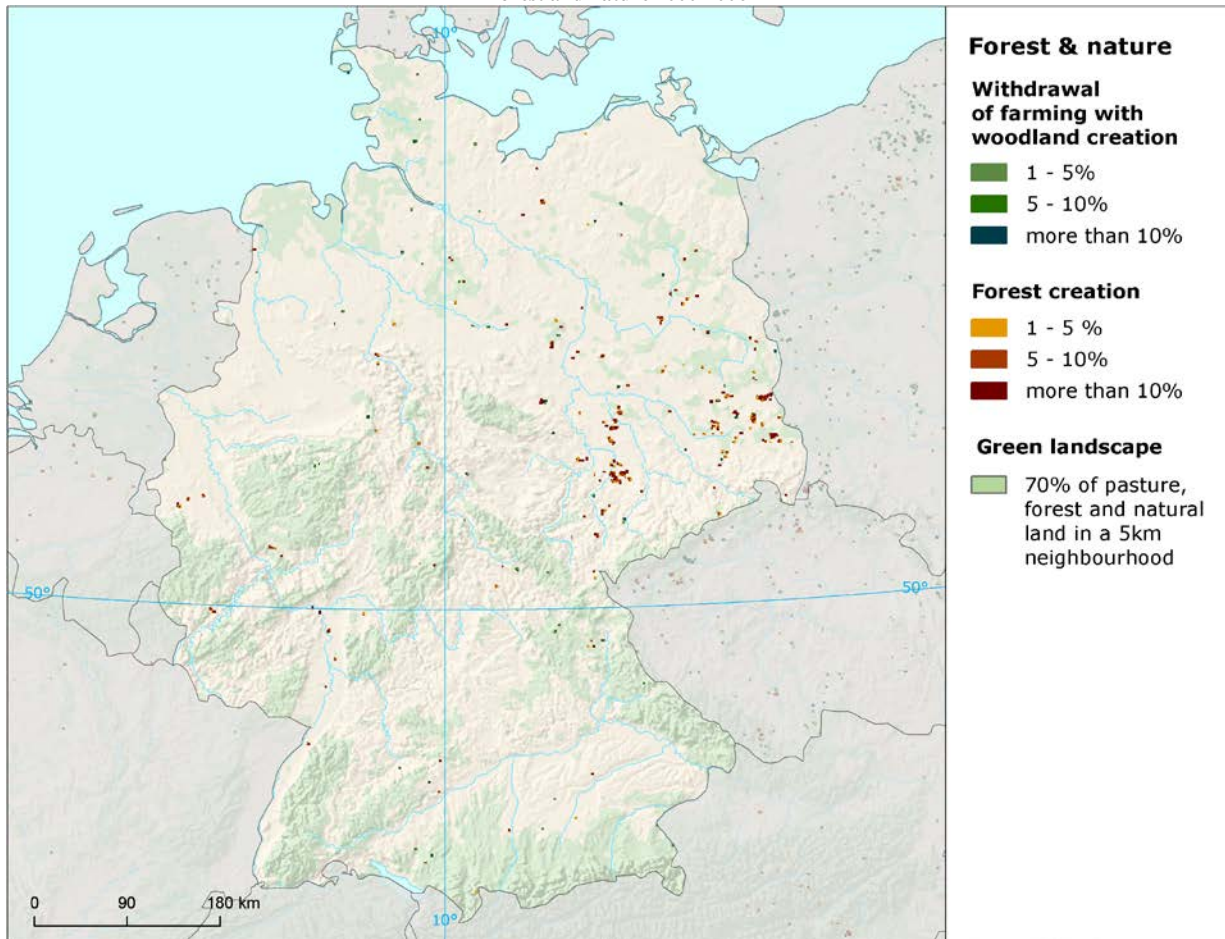 10°
50°
50°
0 90 180 km
10°
Forest & nature
Withdrawal
of farming with
woodland creation
1 - 5%
5 - 10%
more than 10%
Forest creation
1 - 5 %
5 - 10%
more than 10%
Green landscape
70% of pasture,
forest and natural
land in a 5km
neighbourhood